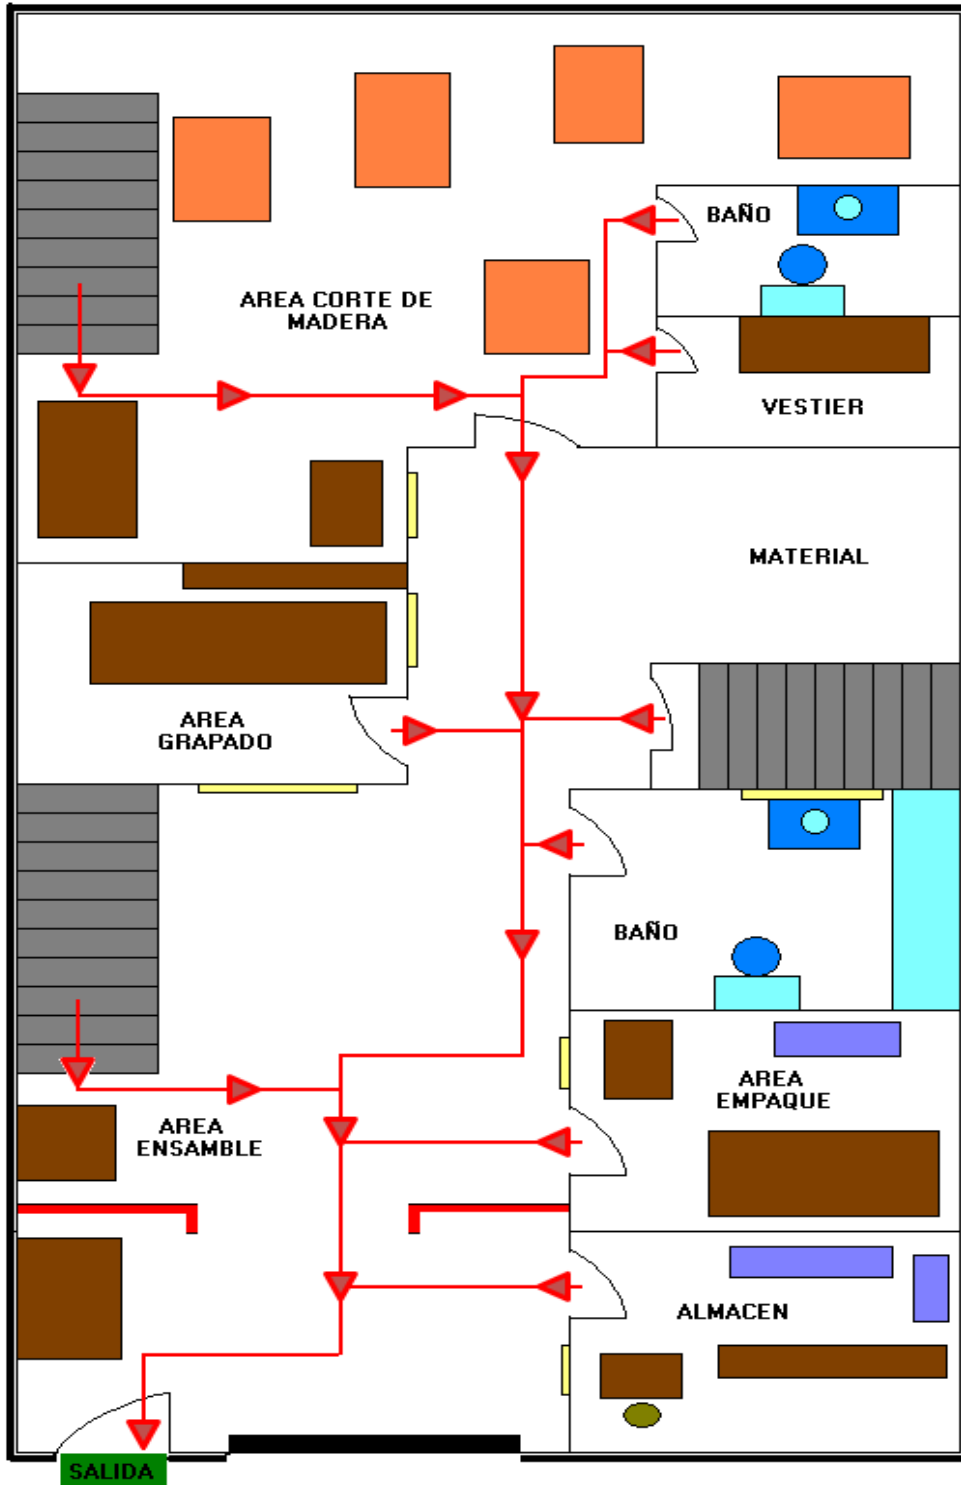 BAÑO
AREA CORTE DE
MADERA
VESTIER
MATERIAL
AREA
GRAPADO
BAÑO
AREA
EMPAQUE
AREA
ENSAMBLE
ALMACEN
SALIDA